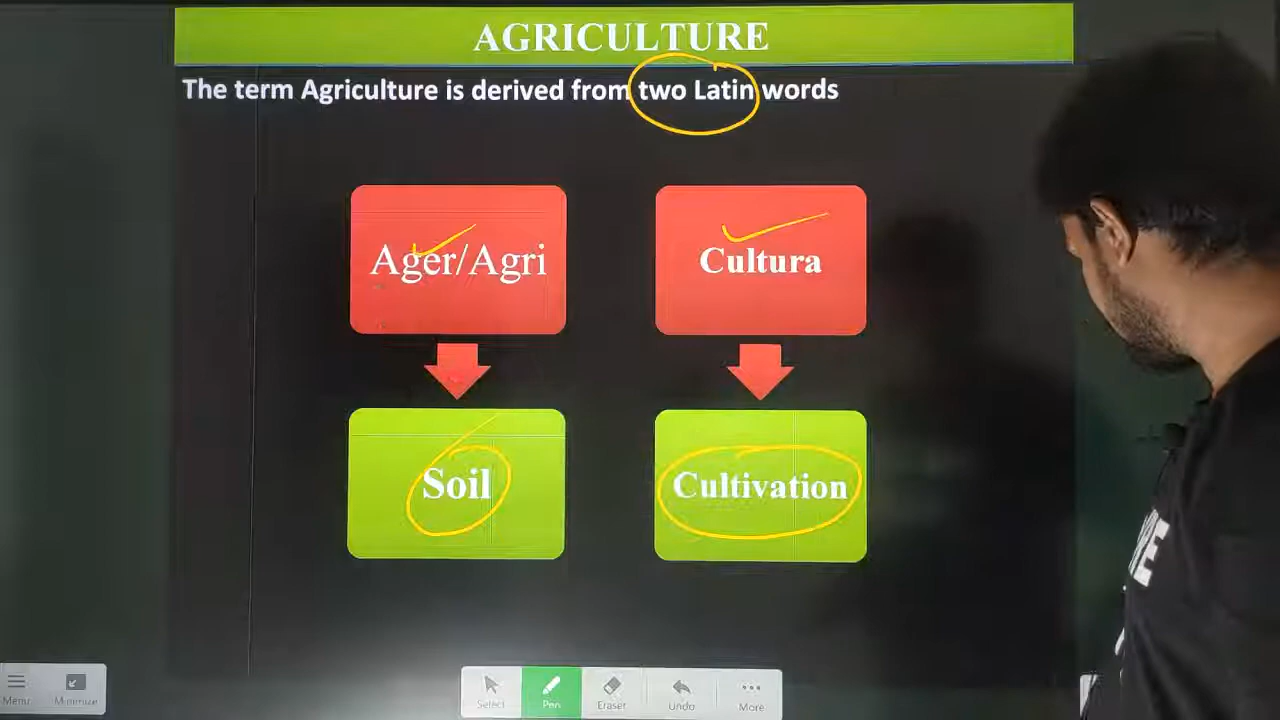 AGRICULTURE
The term Agriculture is derived from two Latin words
Ager/Agri
Cultura
Soil
Cultivation
Menu
Minimize
Select
Pen
Eraser
Undo
More